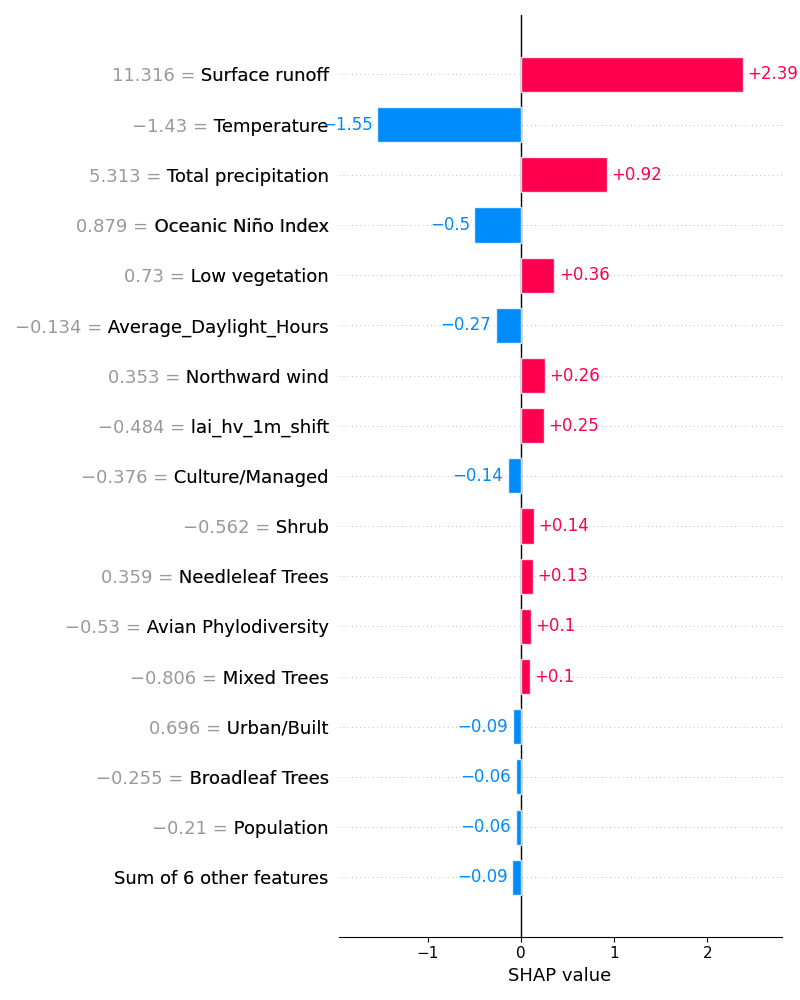 11.316 = Surface runoff +2.39
−1.43 = Temperature −1.55
5.313 = Total precipitation +0.92
0.879 = Oceanic Niño Index −0.5
0.73 = Low vegetation +0.36
−0.134 = Average_Daylight_Hours −0.27
0.353 = Northward wind +0.26
−0.484 = lai_hv_1m_shift +0.25
−0.376 = Culture/Managed −0.14
−0.562 = Shrub +0.14
0.359 = Needleleaf Trees +0.13
−0.53 = Avian Phylodiversity +0.1
−0.806 = Mixed Trees +0.1
0.696 = Urban/Built −0.09
−0.255 = Broadleaf Trees −0.06
−0.21 = Population −0.06
Sum of 6 other features −0.09
−1 0 1 2
SHAP value